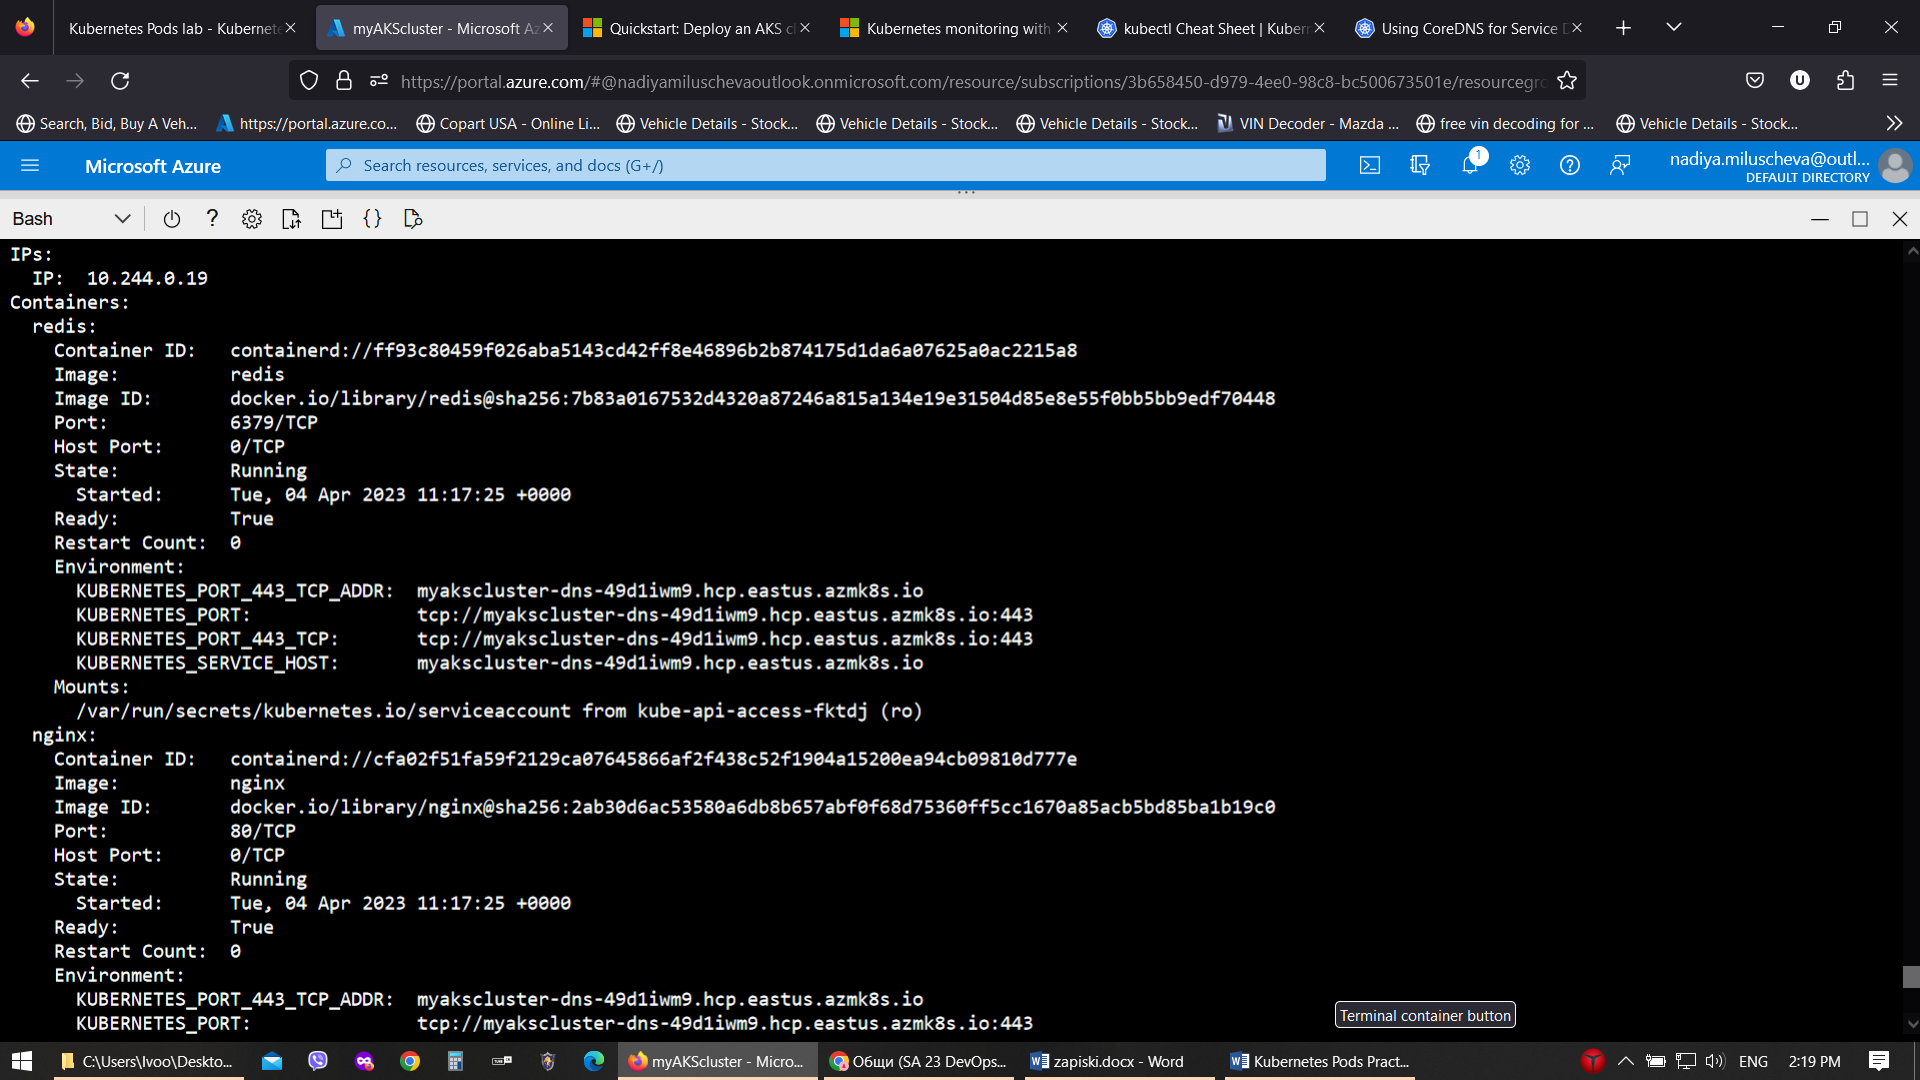 Kubernetes Pods lab - Kubernete
myAKScluster - Microsoft Az
Quickstart: Deploy an AKS cl
Kubernetes monitoring with
kubectl Cheat Sheet | Kubern
Using CoreDNS for Service D
https://portal.azure.com/#@nadiyamiluschevaoutlook.onmicrosoft.com/resource/subscriptions/3b658450-d979-4ee0-98c8-bc500673501e/resourcegro
Search, Bid, Buy A Veh...
https://portal.azure.co...
Copart USA - Online Li...
Vehicle Details - Stock...
Vehicle Details - Stock...
Vehicle Details - Stock...
VIN Decoder - Mazda ...
free vin decoding for ...
Vehicle Details - Stock...
Microsoft Azure
Search resources, services, and docs (G+/)
1
nadiya.miluscheva@outl...
DEFAULT DIRECTORY
Bash
IPs:
IP: 10.244.0.19
Containers:
redis:
Container ID: containerd://ff93c80459f026aba5143cd42ff8e46896b2b874175d1da6a07625a0ac2215a8
Image: redis
Image ID: docker.io/library/redis@sha256:7b83a0167532d4320a87246a815a134e19e31504d85e8e55f0bb5bb9edf70448
Port: 6379/TCP
Host Port: 0/TCP
State: Running
Started: Tue, 04 Apr 2023 11:17:25 +0000
Ready: True
Restart Count: 0
Environment:
KUBERNETES_PORT_443_TCP_ADDR: myakscluster-dns-49d1iwm9.hcp.eastus.azmk8s.io
KUBERNETES_PORT: tcp://myakscluster-dns-49d1iwm9.hcp.eastus.azmk8s.io:443
KUBERNETES_PORT_443_TCP: tcp://myakscluster-dns-49d1iwm9.hcp.eastus.azmk8s.io:443
KUBERNETES_SERVICE_HOST: myakscluster-dns-49d1iwm9.hcp.eastus.azmk8s.io
Mounts:
/var/run/secrets/kubernetes.io/serviceaccount from kube-api-access-fktdj (ro)
nginx:
Container ID: containerd://cfa02f51fa59f2129ca07645866af2f438c52f1904a15200ea94cb09810d777e
Image: nginx
Image ID: docker.io/library/nginx@sha256:2ab30d6ac53580a6db8b657abf0f68d75360ff5cc1670a85acb5bd85ba1b19c0
Port: 80/TCP
Host Port: 0/TCP
State: Running
Started: Tue, 04 Apr 2023 11:17:25 +0000
Ready: True
Restart Count: 0
Environment:
KUBERNETES_PORT_443_TCP_ADDR: myakscluster-dns-49d1iwm9.hcp.eastus.azmk8s.io
KUBERNETES_PORT: tcp://myakscluster-dns-49d1iwm9.hcp.eastus.azmk8s.io:443
Terminal container button
C:\Users\Ivoo\Deskto...
myAKScluster - Micro...
Общи (SA 23 DevOps...
zapiski.docx - Word
Kubernetes Pods Pract...
ENG
2:19 PM